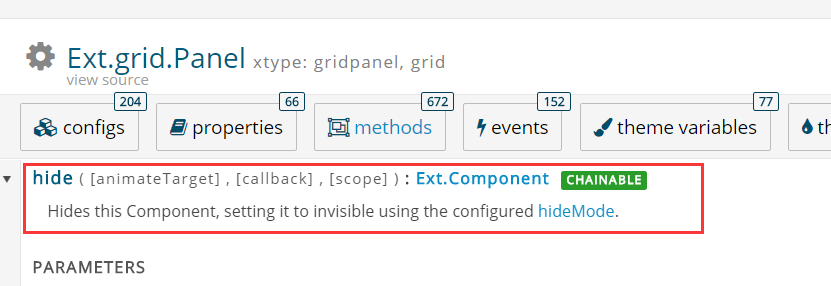 Ext.grid.Panel xtype: gridpanel, grid
view source
204 66 672 152 77
configs properties methods events theme variables th
hide ( [animateTarget] , [callback] , [scope] ) : Ext.Component CHAINABLE
Hides this Component, setting it to invisible using the configured hideMode.
PARAMETERS